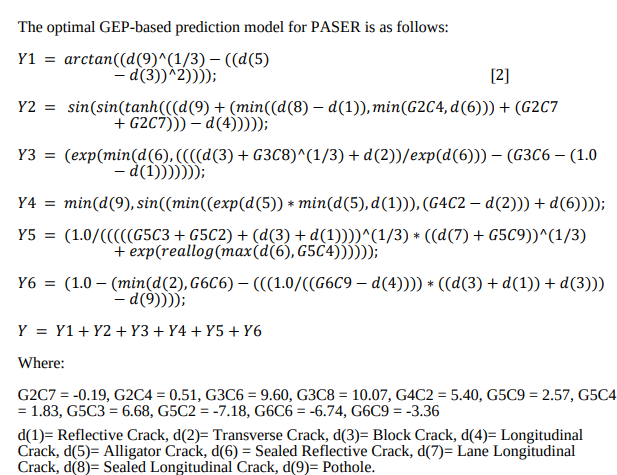 The optimal GEP-based prediction model for PASER is as follows:
Y1 = arctan((d(9)^(1/3) – ((d(5)
– d(3))^2))));
[2]
Y2 = sin(sin(tanh(((d(9) + (min((d(8) – d(1)), min(G2C4, d(6))) + (G2C7
+ G2C7))) – d(4)))));
Y3 = (exp(min(d(6), ((((d(3) + G3C8)^(1/3) + d(2))/exp(d(6))) – (G3C6 – (1.0
– d(1)))))));
Y4 = min(d(9), sin((min((exp(d(5)) * min(d(5), d(1))), (G4C2 – d(2))) + d(6))));
Y5 = (1.0/(((((G5C3 + G5C2) + (d(3) + d(1))))^(1/3) * ((d(7) + G5C9))^(1/3)
+ exp(reallog(max(d(6), G5C4))))));
Y6 = (1.0 – (min(d(2), G6C6) – (((1.0/((G6C9 – d(4)))) * ((d(3) + d(1)) + d(3)))
– d(9))));
Y = Y1 + Y2 + Y3 + Y4 + Y5 + Y6
Where:
G2C7 = -0.19, G2C4 = 0.51, G3C6 = 9.60, G3C8 = 10.07, G4C2 = 5.40, G5C9 = 2.57, G5C4
= 1.83, G5C3 = 6.68, G5C2 = -7.18, G6C6 = -6.74, G6C9 = -3.36
d(1)= Reflective Crack, d(2)= Transverse Crack, d(3)= Block Crack, d(4)= Longitudinal
Crack, d(5)= Alligator Crack, d(6) = Sealed Reflective Crack, d(7)= Lane Longitudinal
Crack, d(8)= Sealed Longitudinal Crack, d(9)= Pothole.